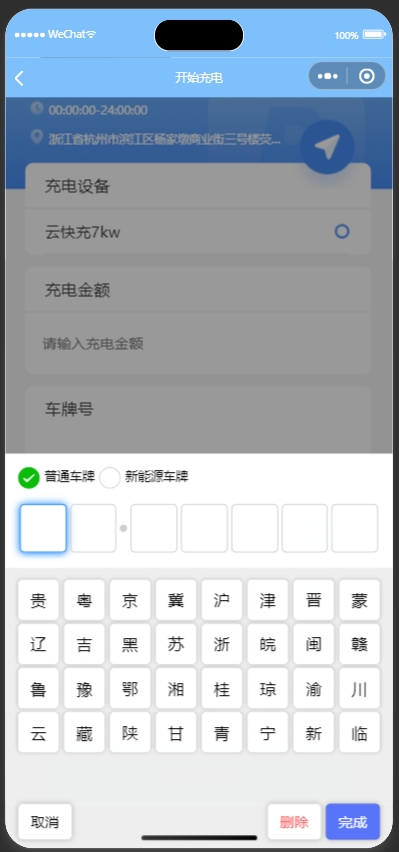 WeChat 100%
开始充电
00:00:00-24:00:00
浙江省杭州市滨江区杨家墩商业街三号楼荧...
充电设备
云快充7kw
充电金额
请输入充电金额
车牌号
普通车牌 新能源车牌
贵 粤 京 冀 沪 津 晋 蒙
辽 吉 黑 苏 浙 皖 闽 赣
鲁 豫 鄂 湘 桂 琼 渝 川
云 藏 陕 甘 青 宁 新 临
取消 删除 完成